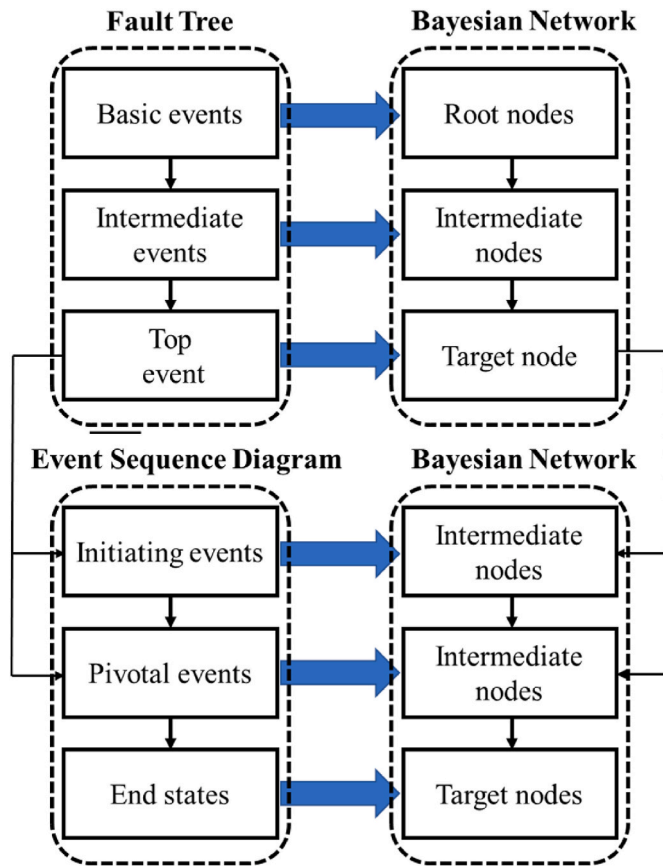 Fault Tree
Bayesian Network
Basic events
Root nodes
Intermediate
events
Intermediate
nodes
Top
event
Target node
Event Sequence Diagram
Bayesian Network
Initiating events
Intermediate
nodes
Pivotal events
Intermediate
nodes
End states
Target nodes